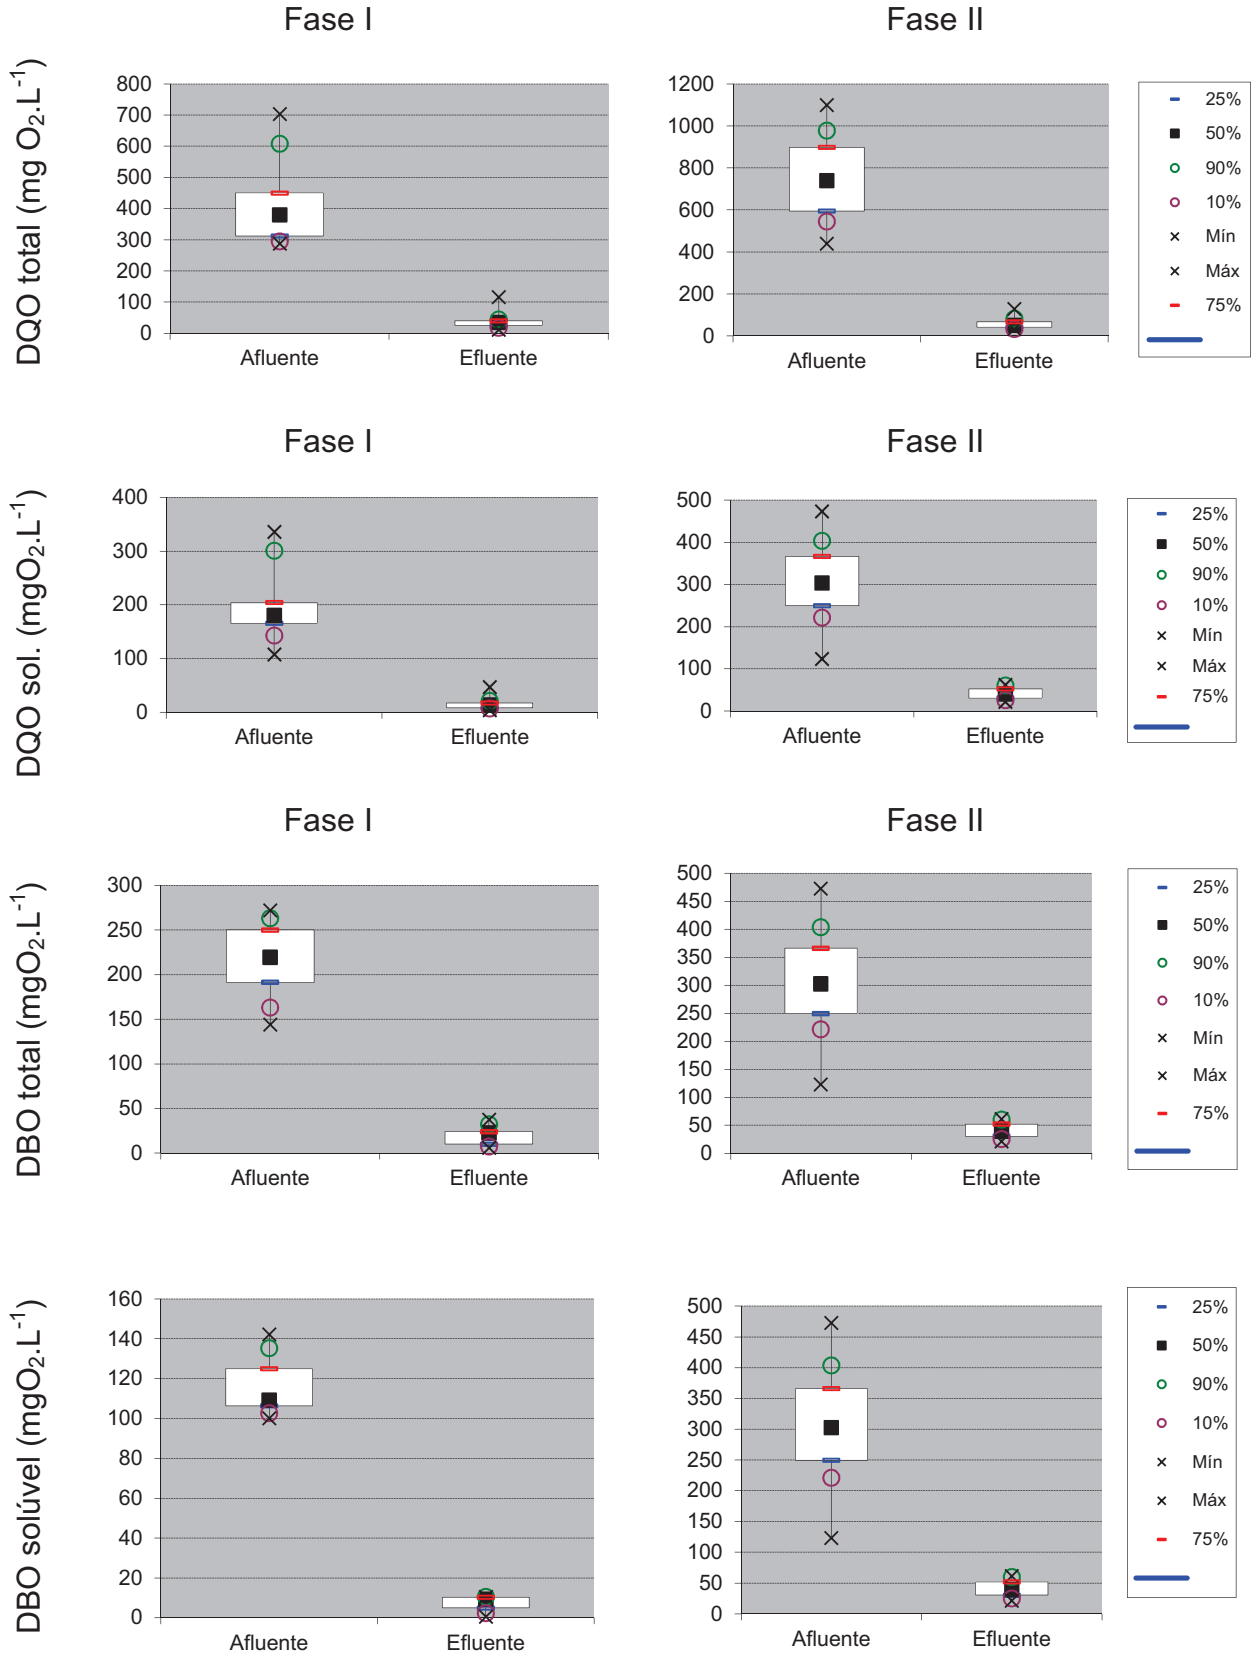 Fase I
Fase II
DQO total (mg O₂.L⁻¹)
800
700
600
500
400
300
200
100
0
Afluente
Efluente
1200
1000
800
600
400
200
0
Afluente
Efluente
25%
50%
90%
10%
Mín
Máx
75%
Fase I
Fase II
DQO sol. (mgO₂.L⁻¹)
400
300
200
100
0
Afluente
Efluente
500
400
300
200
100
0
Afluente
Efluente
25%
50%
90%
10%
Mín
Máx
75%
Fase I
Fase II
DBO total (mgO₂.L⁻¹)
300
250
200
150
100
50
0
Afluente
Efluente
500
450
400
350
300
250
200
150
100
50
0
Afluente
Efluente
25%
50%
90%
10%
Mín
Máx
75%
DBO solúvel (mgO₂.L⁻¹)
160
140
120
100
80
60
40
20
0
Afluente
Efluente
500
450
400
350
300
250
200
150
100
50
0
Afluente
Efluente
25%
50%
90%
10%
Mín
Máx
75%